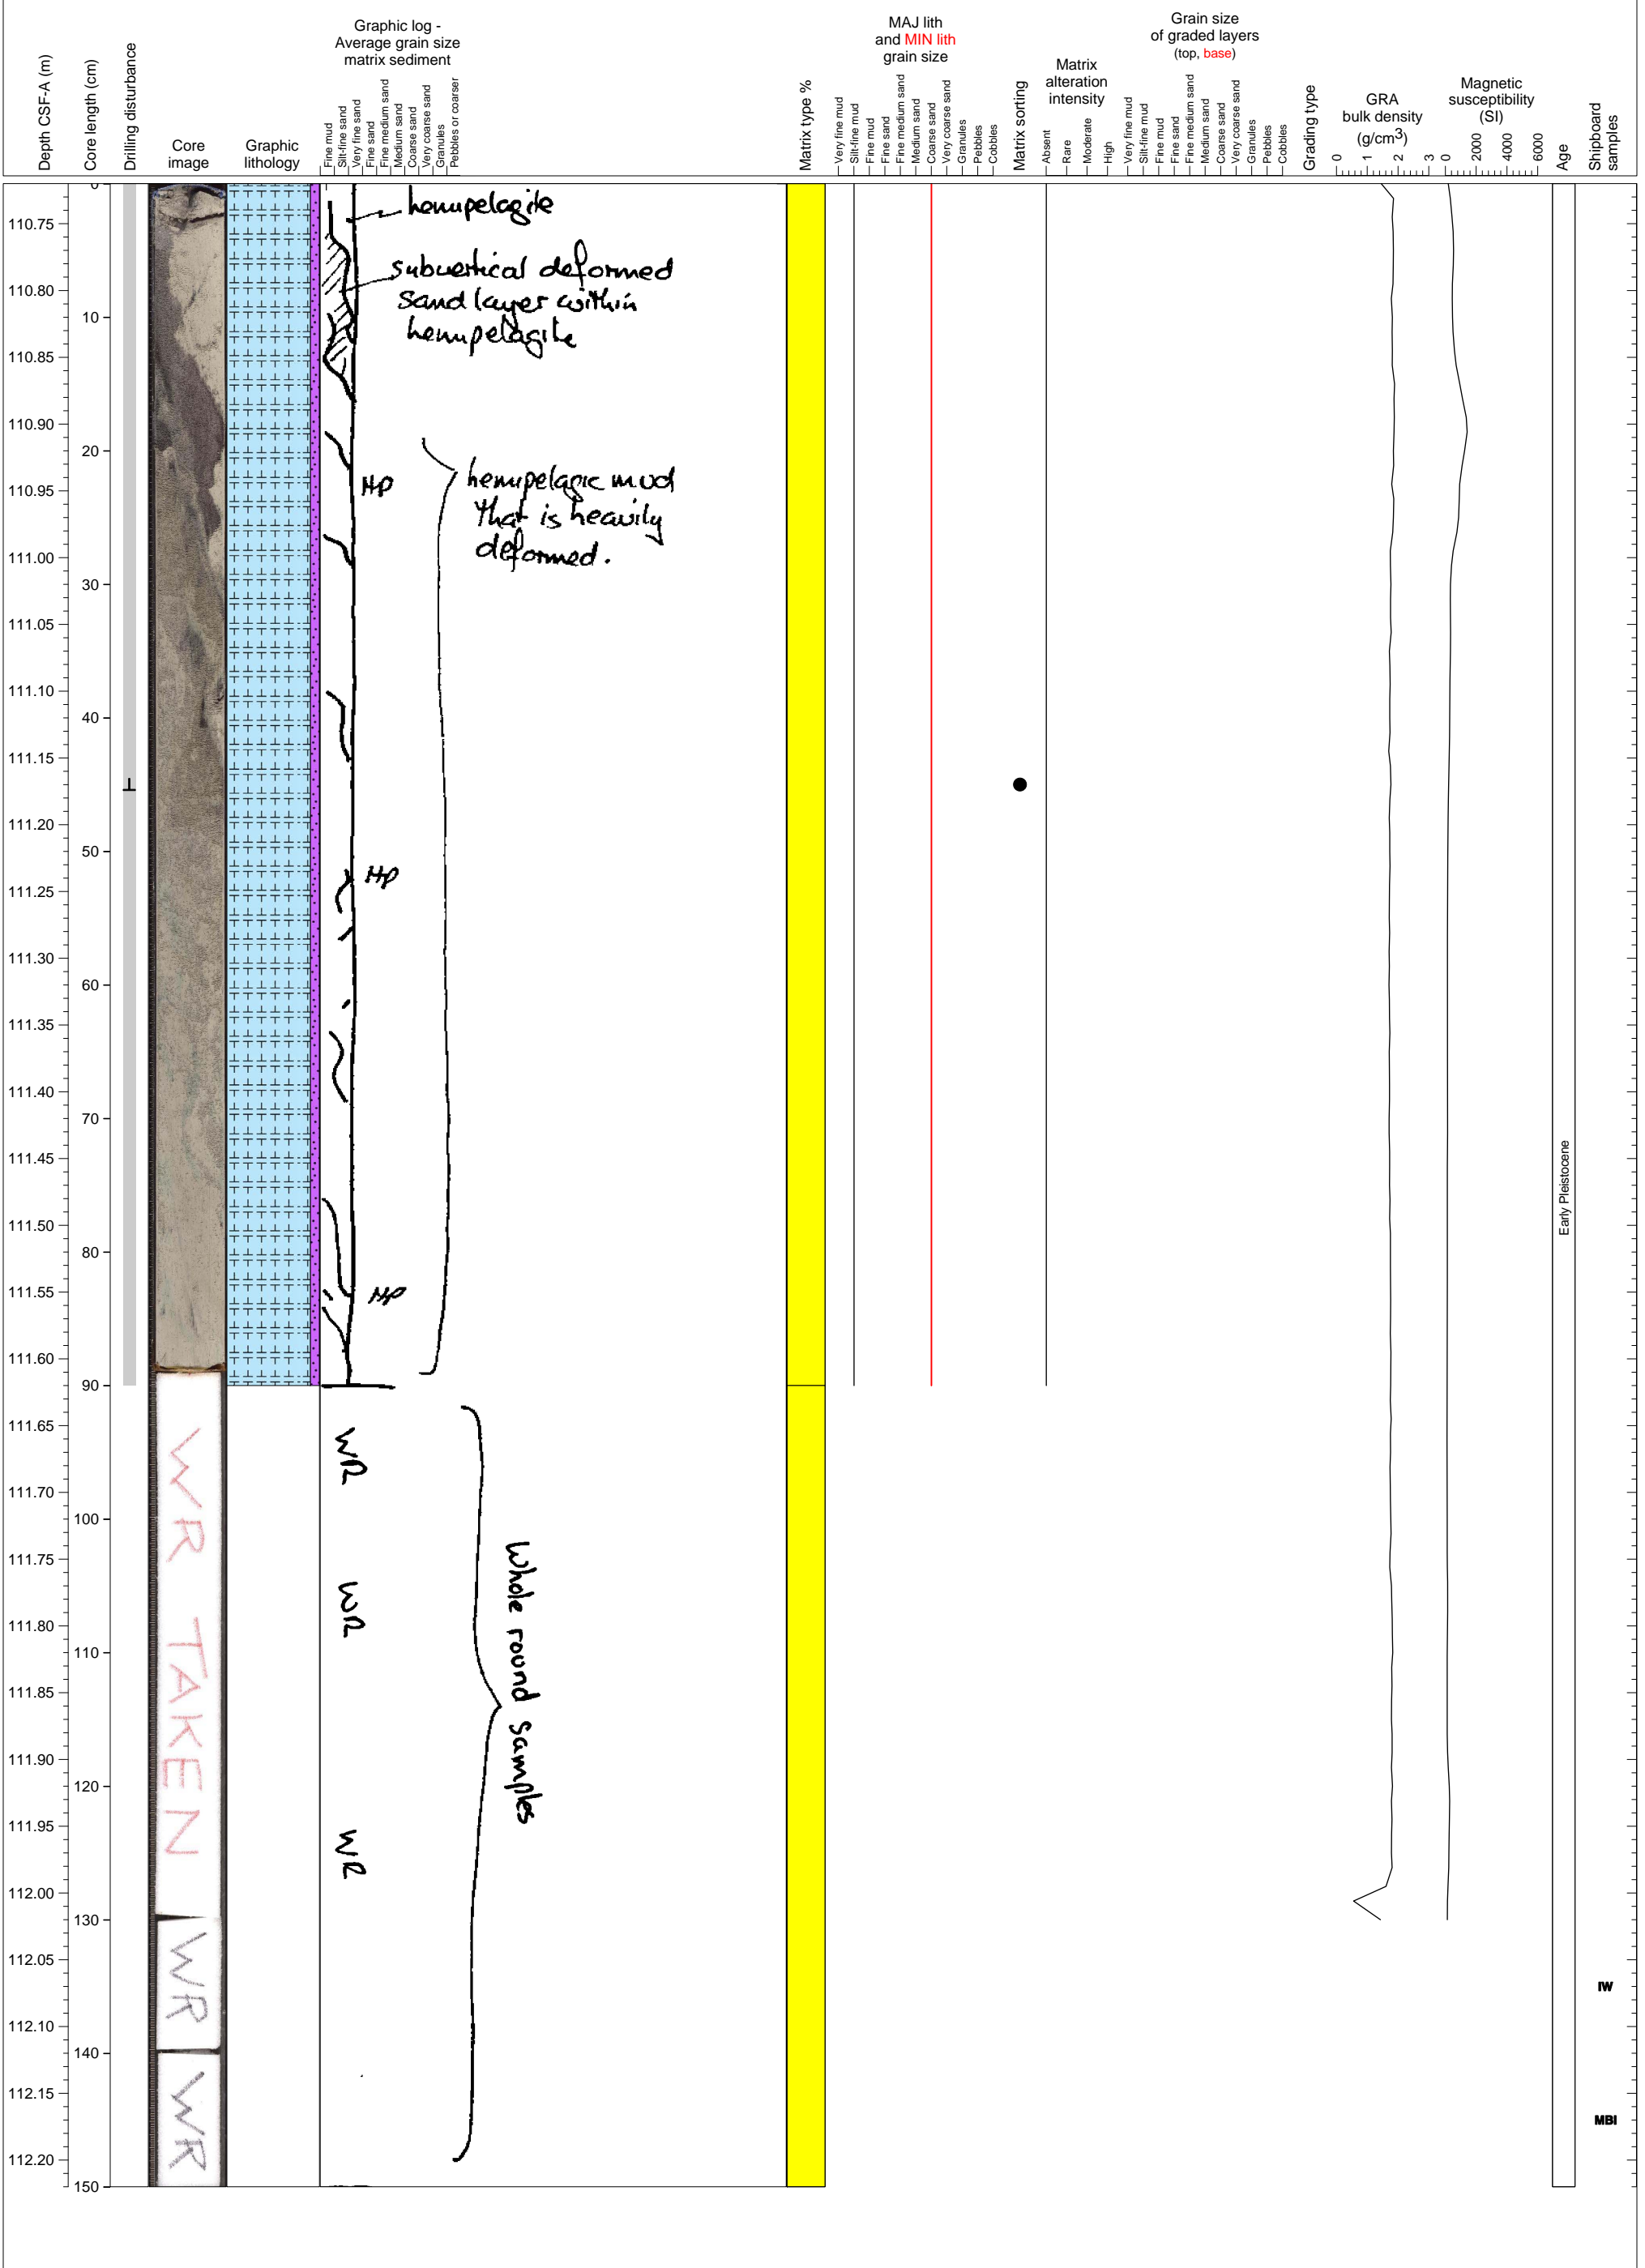 Depth CSF-A (m)
Core length (cm)
Drilling disturbance
Core
image
Graphic
lithology
Graphic log -
Average grain size
matrix sediment
Fine mud
Silt-fine sand
Very fine sand
Fine sand
Fine medium sand
Medium sand
Coarse sand
Very coarse sand
Granules
Pebbles or coarser
Matrix type %
MAJ lith
and MIN lith
grain size
Very fine mud
Silt-fine mud
Fine mud
Fine sand
Fine medium sand
Medium sand
Coarse sand
Very coarse sand
Granules
Pebbles
Cobbles
Matrix sorting
Matrix
alteration
intensity
Absent
Rare
Moderate
High
Grain size
of graded layers
(top, base)
Very fine mud
Silt-fine mud
Fine mud
Fine sand
Fine medium sand
Medium sand
Coarse sand
Very coarse sand
Granules
Pebbles
Cobbles
Grading type
GRA
bulk density
(g/cm3)
0
1
2
3
Magnetic
susceptibility
(SI)
0
2000
4000
6000
Age
Shipboard
samples
110.75
110.80
110.85
110.90
110.95
111.00
111.05
111.10
111.15
111.20
111.25
111.30
111.35
111.40
111.45
111.50
111.55
111.60
111.65
111.70
111.75
111.80
111.85
111.90
111.95
112.00
112.05
112.10
112.15
112.20
0
10
20
30
40
50
60
70
80
90
100
110
120
130
140
150
hemipelagite
subvertical deformed
sand layer within
hemipelagite
HP
hemipelagic mud
that is heavily
deformed.
HP
HP
WR TAKEN
WR
WR
WR
WR
WR
Whole round samples
Early Pleistocene
IW
MBI